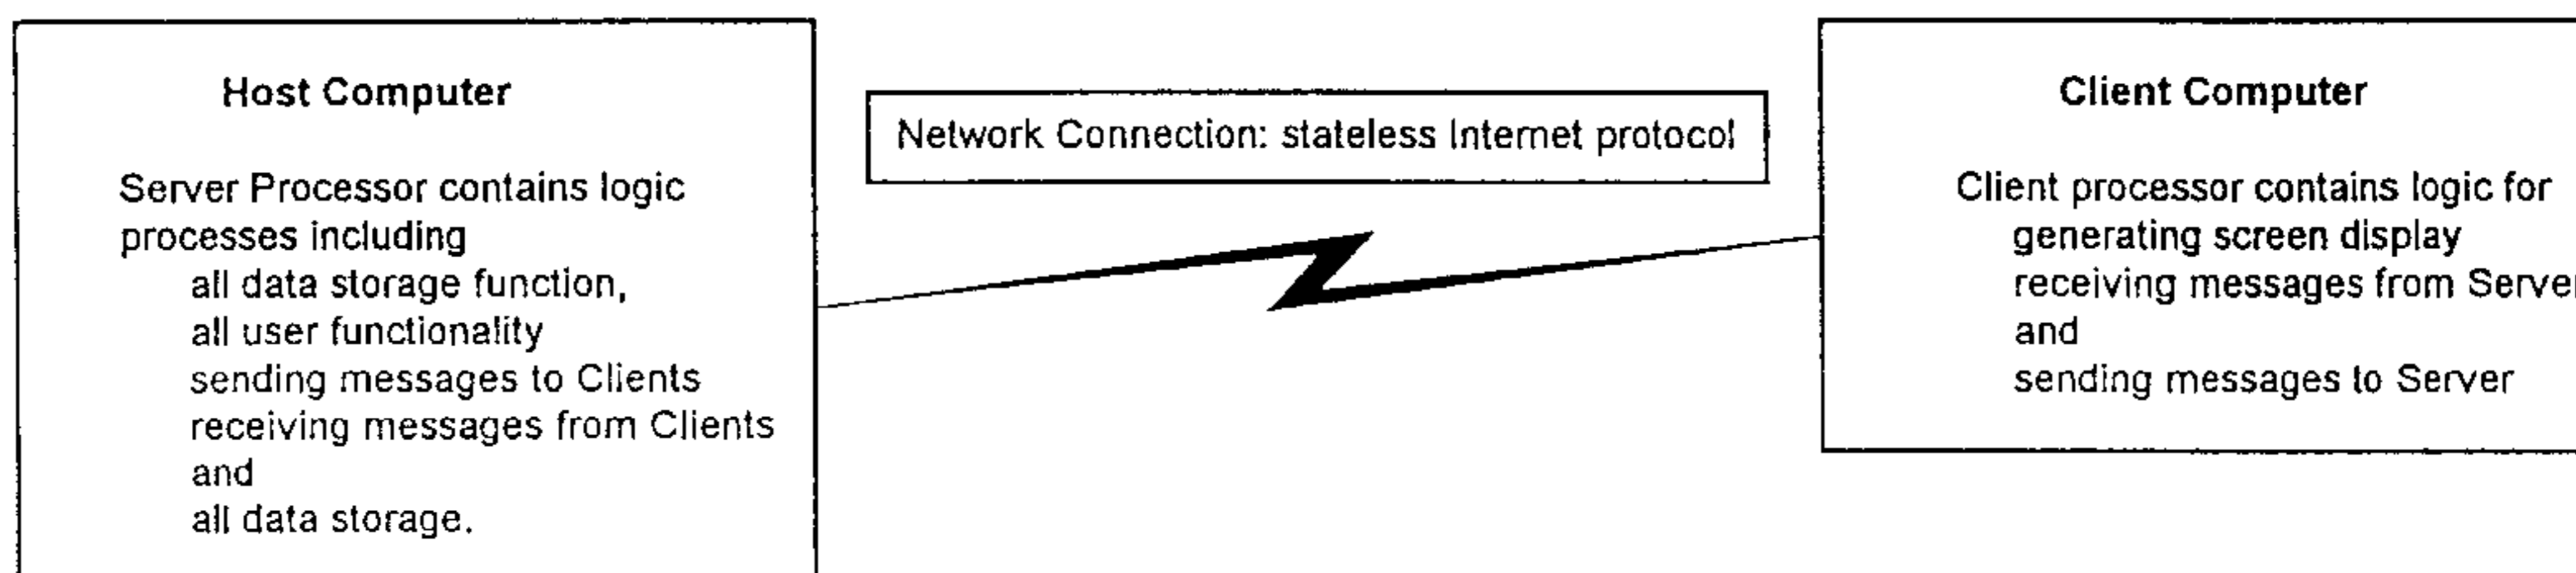 Host Computer
Server Processor contains logic
processes including
all data storage function,
all user functionality
sending messages to Clients
receiving messages from Clients
and
all data storage.
Network Connection: stateless Internet protocol
Client Computer
Client processor contains logic for
generating screen display
receiving messages from Server
and
sending messages to Server